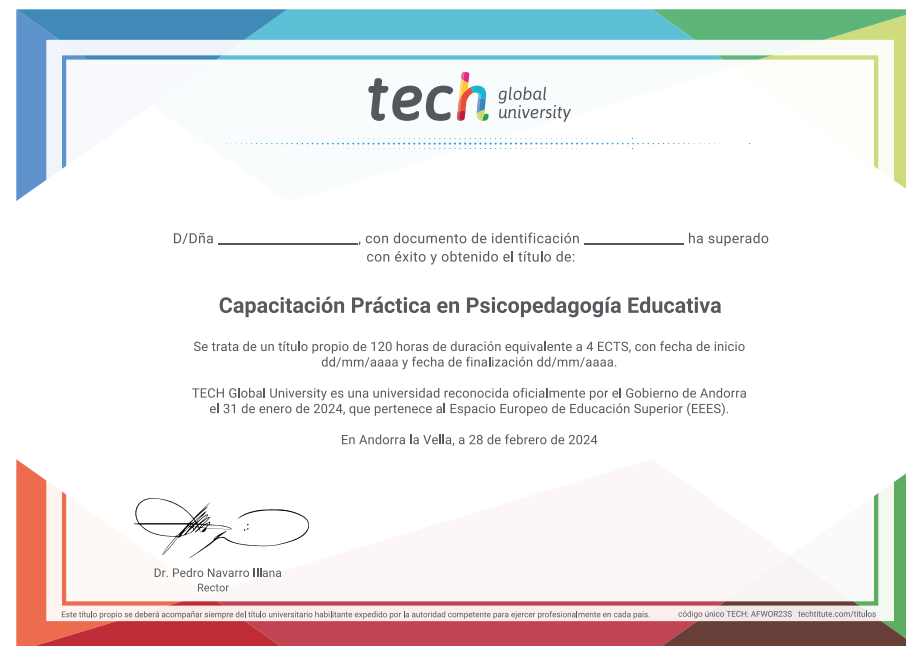 tech global
university
D/Dña ______________, con documento de identificación __________ ha superado
con éxito y obtenido el título de:
Capacitación Práctica en Psicopedagogía Educativa
Se trata de un título propio de 120 horas de duración equivalente a 4 ECTS, con fecha de inicio
dd/mm/aaaa y fecha de finalización dd/mm/aaaa.
TECH Global University es una universidad reconocida oficialmente por el Gobierno de Andorra
el 31 de enero de 2024, que pertenece al Espacio Europeo de Educación Superior (EEES).
En Andorra la Vella, a 28 de febrero de 2024
Dr. Pedro Navarro Illana
Rector
Este título propio se deberá acompañar siempre del título universitario habilitante expedido por la autoridad competente para ejercer profesionalmente en cada país. código único TECH: AFWOR23S techtitute.com/titulos